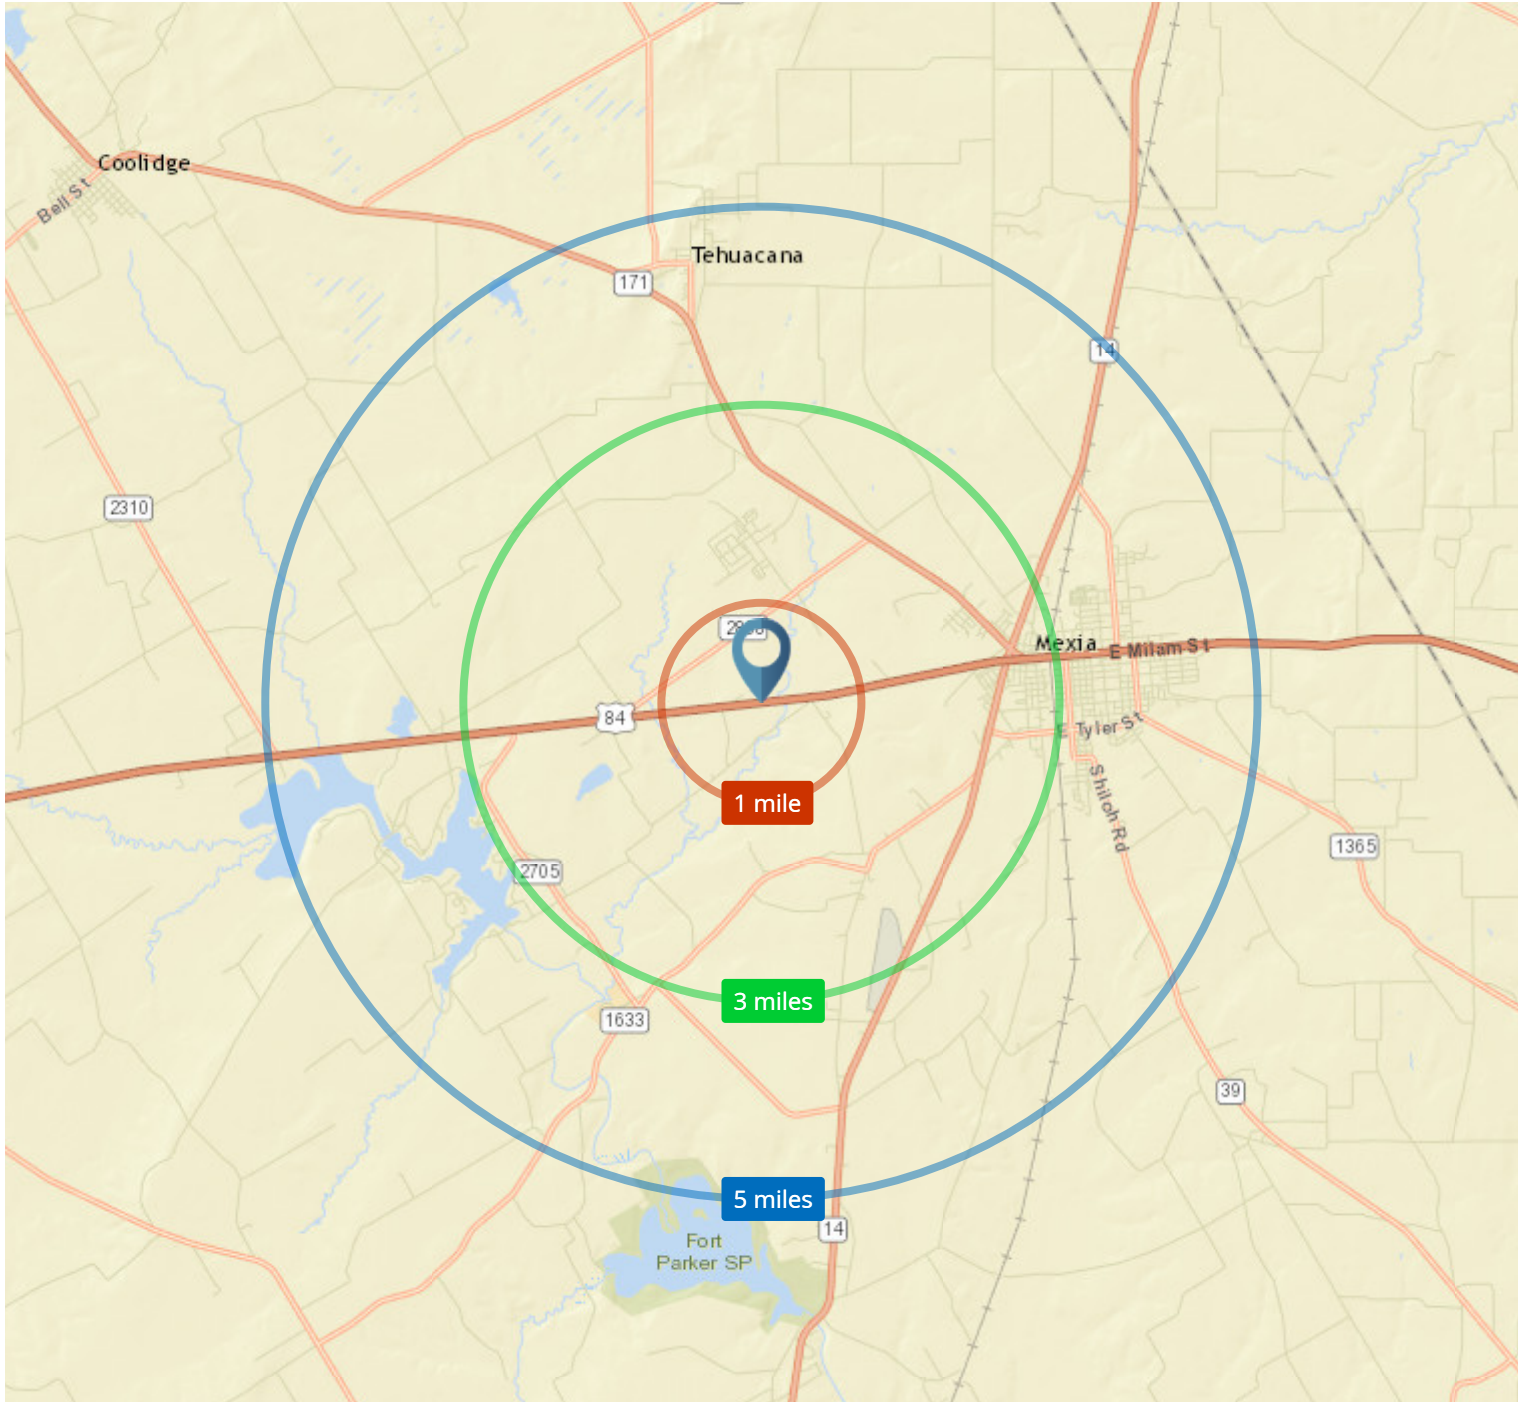 Coolidge
Bell St
Tehuacana
171
14
2310
Mexia
E Milam St
84
E Tyler St
1 mile
Shiloh Rd
1365
2705
3 miles
1633
39
5 miles
14
Fort
Parker SP